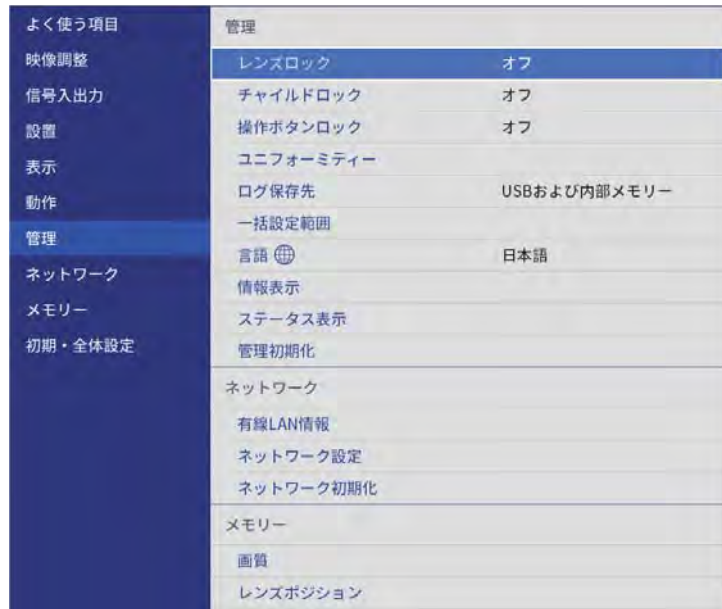 よく使う項目
映像調整
信号入出力
設置
表示
動作
管理
ネットワーク
メモリー
初期・全体設定
管理
レンズロック オフ
チャイルドロック オフ
操作ボタンロック オフ
ユニフォーミティー
ログ保存先 USBおよび内部メモリー
一括設定範囲
言語 日本語
情報表示
ステータス表示
管理初期化
ネットワーク
有線LAN情報
ネットワーク設定
ネットワーク初期化
メモリー
画質
レンズポジション